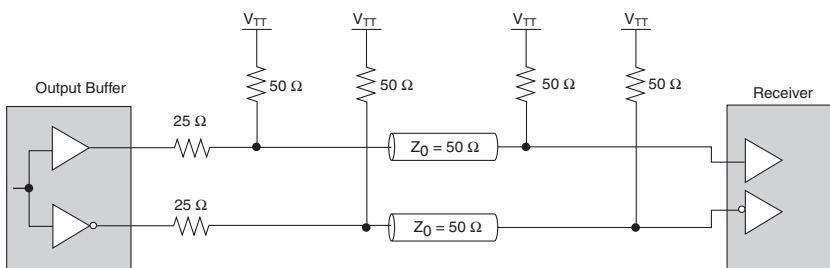 V_TT V_TT V_TT V_TT
50 Ω 50 Ω 50 Ω 50 Ω
Output Buffer
Receiver
25 Ω
Z_0 = 50 Ω
25 Ω
Z_0 = 50 Ω